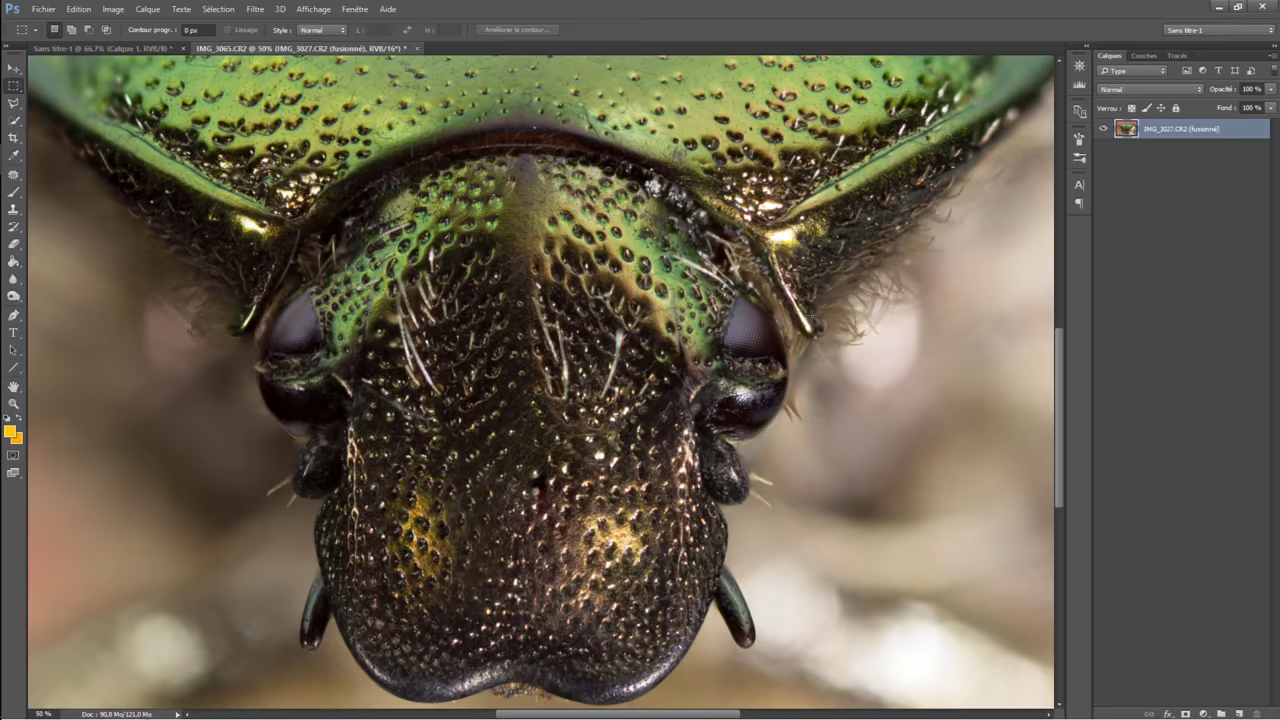 Ps Fichier Edition Image Calque Texte Sélection Filtre 3D Affichage Fenêtre Aide
Contour progr. : 0 px Lissage Style : Normal L : H : Améliorer le contour... Sans titre-1
Sans titre-1 @ 66,7% (Calque 1, RVB/8) * × IMG_3065.CR2 @ 50% (IMG_3027.CR2 (fusionné), RVB/16*) * ×
Calques Couches Tracés
Type
Normal Opacité : 100 %
Verrou : Fond : 100 %
IMG_3027.CR2 (fusionné)
50 % Doc : 90,8 Mo/121,0 Mo